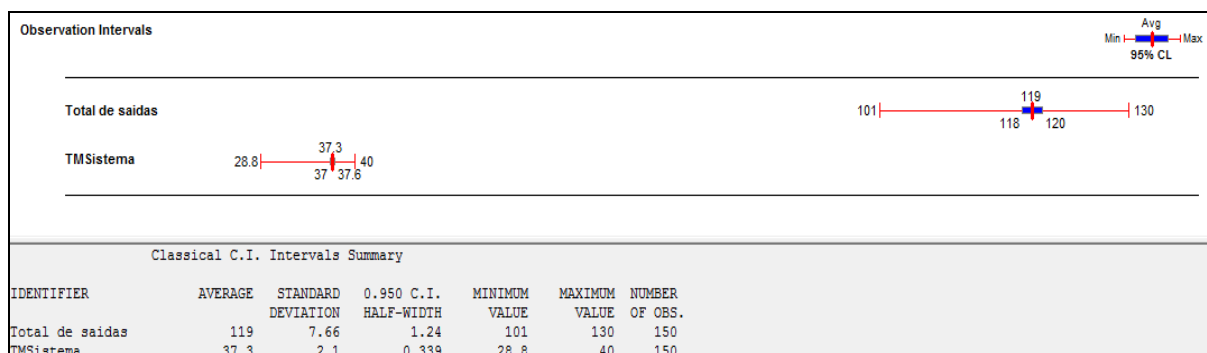 Observation Intervals
Avg
Min Max
95% CL
Total de saidas
119
101 130
118 120
TMSistema
37.3
28.8 40
37 37.6
Classical C.I. Intervals Summary
IDENTIFIER AVERAGE STANDARD 0.950 C.I. MINIMUM MAXIMUM NUMBER
DEVIATION HALF-WIDTH VALUE VALUE OF OBS.
Total de saidas 119 7.66 1.24 101 130 150
TMSistema 37.3 2.1 0.339 28.8 40 150